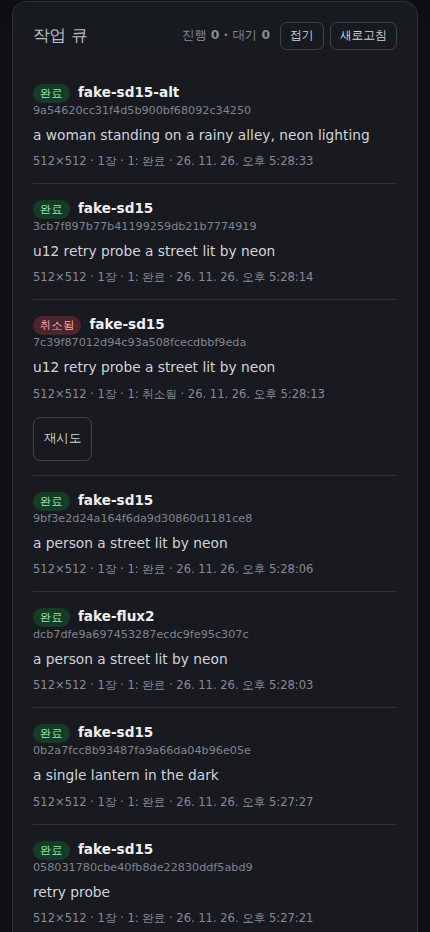 작업 큐
진행 0 · 대기 0
접기
새로고침
완료 fake-sd15-alt
9a54620cc31f4d5b900bf68092c34250
a woman standing on a rainy alley, neon lighting
512×512 · 1장 · 1: 완료 · 26. 11. 26. 오후 5:28:33
완료 fake-sd15
3cb7f897b77b41199259db21b7774919
u12 retry probe a street lit by neon
512×512 · 1장 · 1: 완료 · 26. 11. 26. 오후 5:28:14
취소됨 fake-sd15
7c39f87012d94c93a508fcecdbbf9eda
u12 retry probe a street lit by neon
512×512 · 1장 · 1: 취소됨 · 26. 11. 26. 오후 5:28:13
재시도
완료 fake-sd15
9bf3e2d24a164f6da9d30860d1181ce8
a person a street lit by neon
512×512 · 1장 · 1: 완료 · 26. 11. 26. 오후 5:28:06
완료 fake-flux2
dcb7dfe9a697453287ecdc9fe95c307c
a person a street lit by neon
512×512 · 1장 · 1: 완료 · 26. 11. 26. 오후 5:28:03
완료 fake-sd15
0b2a7fcc8b93487fa9a66da04b96e05e
a single lantern in the dark
512×512 · 1장 · 1: 완료 · 26. 11. 26. 오후 5:27:27
완료 fake-sd15
058031780cbe40fb8de22830ddf5abd9
retry probe
512×512 · 1장 · 1: 완료 · 26. 11. 26. 오후 5:27:21